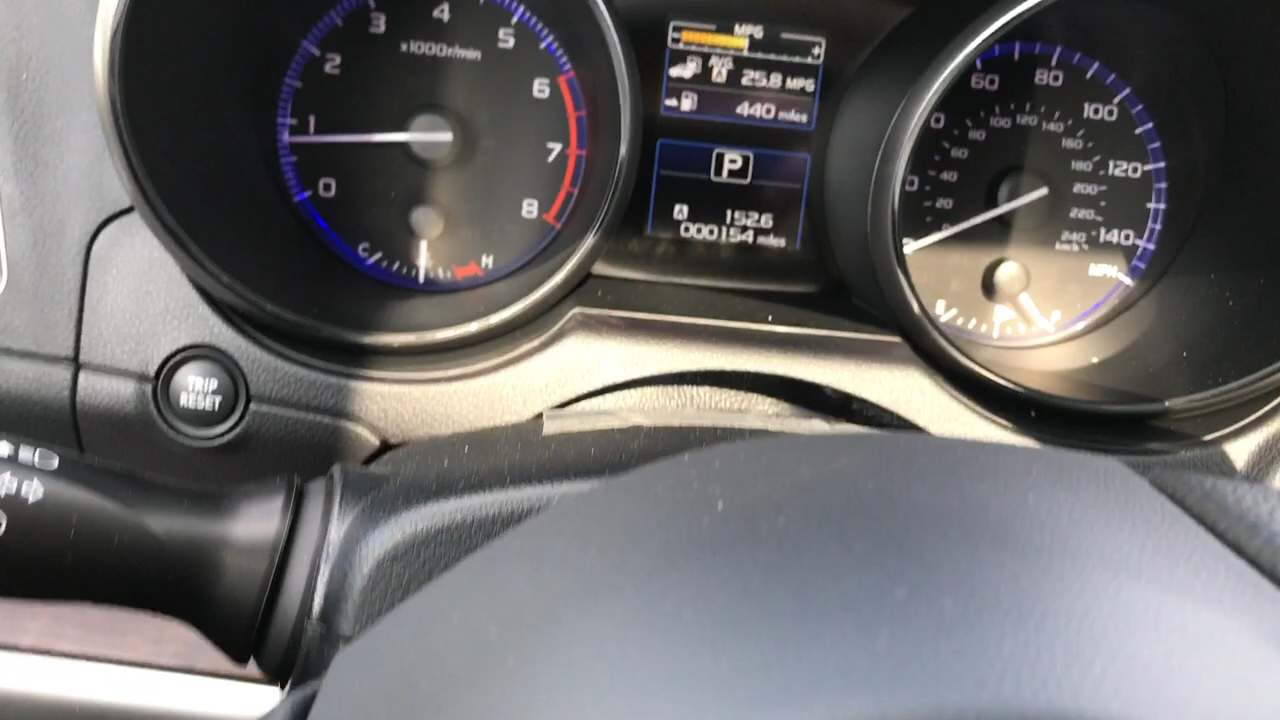 0
1
2
3
4
5
6
7
8
x1000r/min
C
H
MPG
-
+
AVG.
A 25.8 MPG
440 miles
P
A 152.6
000154 miles
60
80
100
120
140
MPH
20
40
60
80
100
120
140
160
180
200
220
240
km/h
F
TRIP
RESET